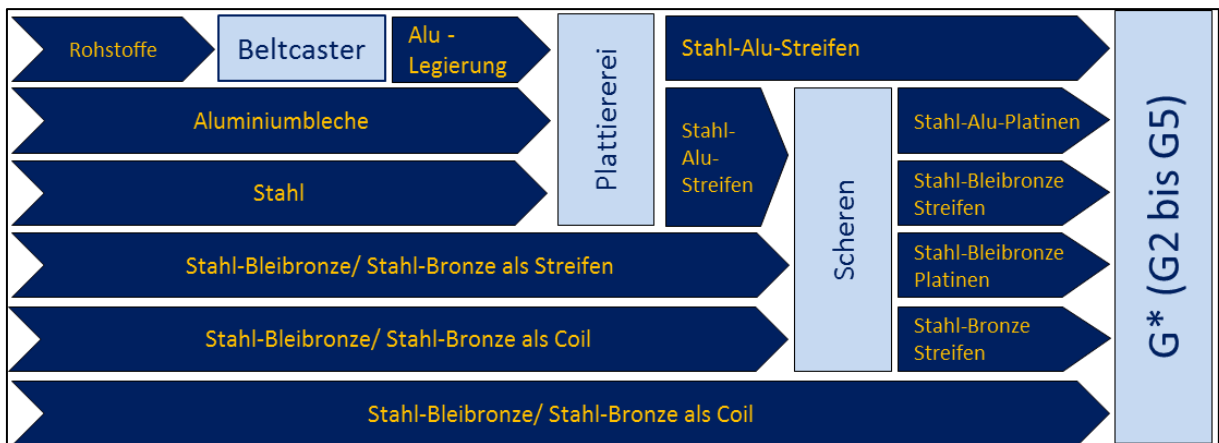 Rohstoffe
Beltcaster
Alu -
Legierung
Plattiererei
Stahl-Alu-Streifen
Aluminiumbleche
Stahl-
Alu-
Streifen
Scheren
Stahl-Alu-Platinen
G* (G2 bis G5)
Stahl
Stahl-Bleibronze
Streifen
Stahl-Bleibronze/ Stahl-Bronze als Streifen
Stahl-Bleibronze
Platinen
Stahl-Bleibronze/ Stahl-Bronze als Coil
Stahl-Bronze
Streifen
Stahl-Bleibronze/ Stahl-Bronze als Coil